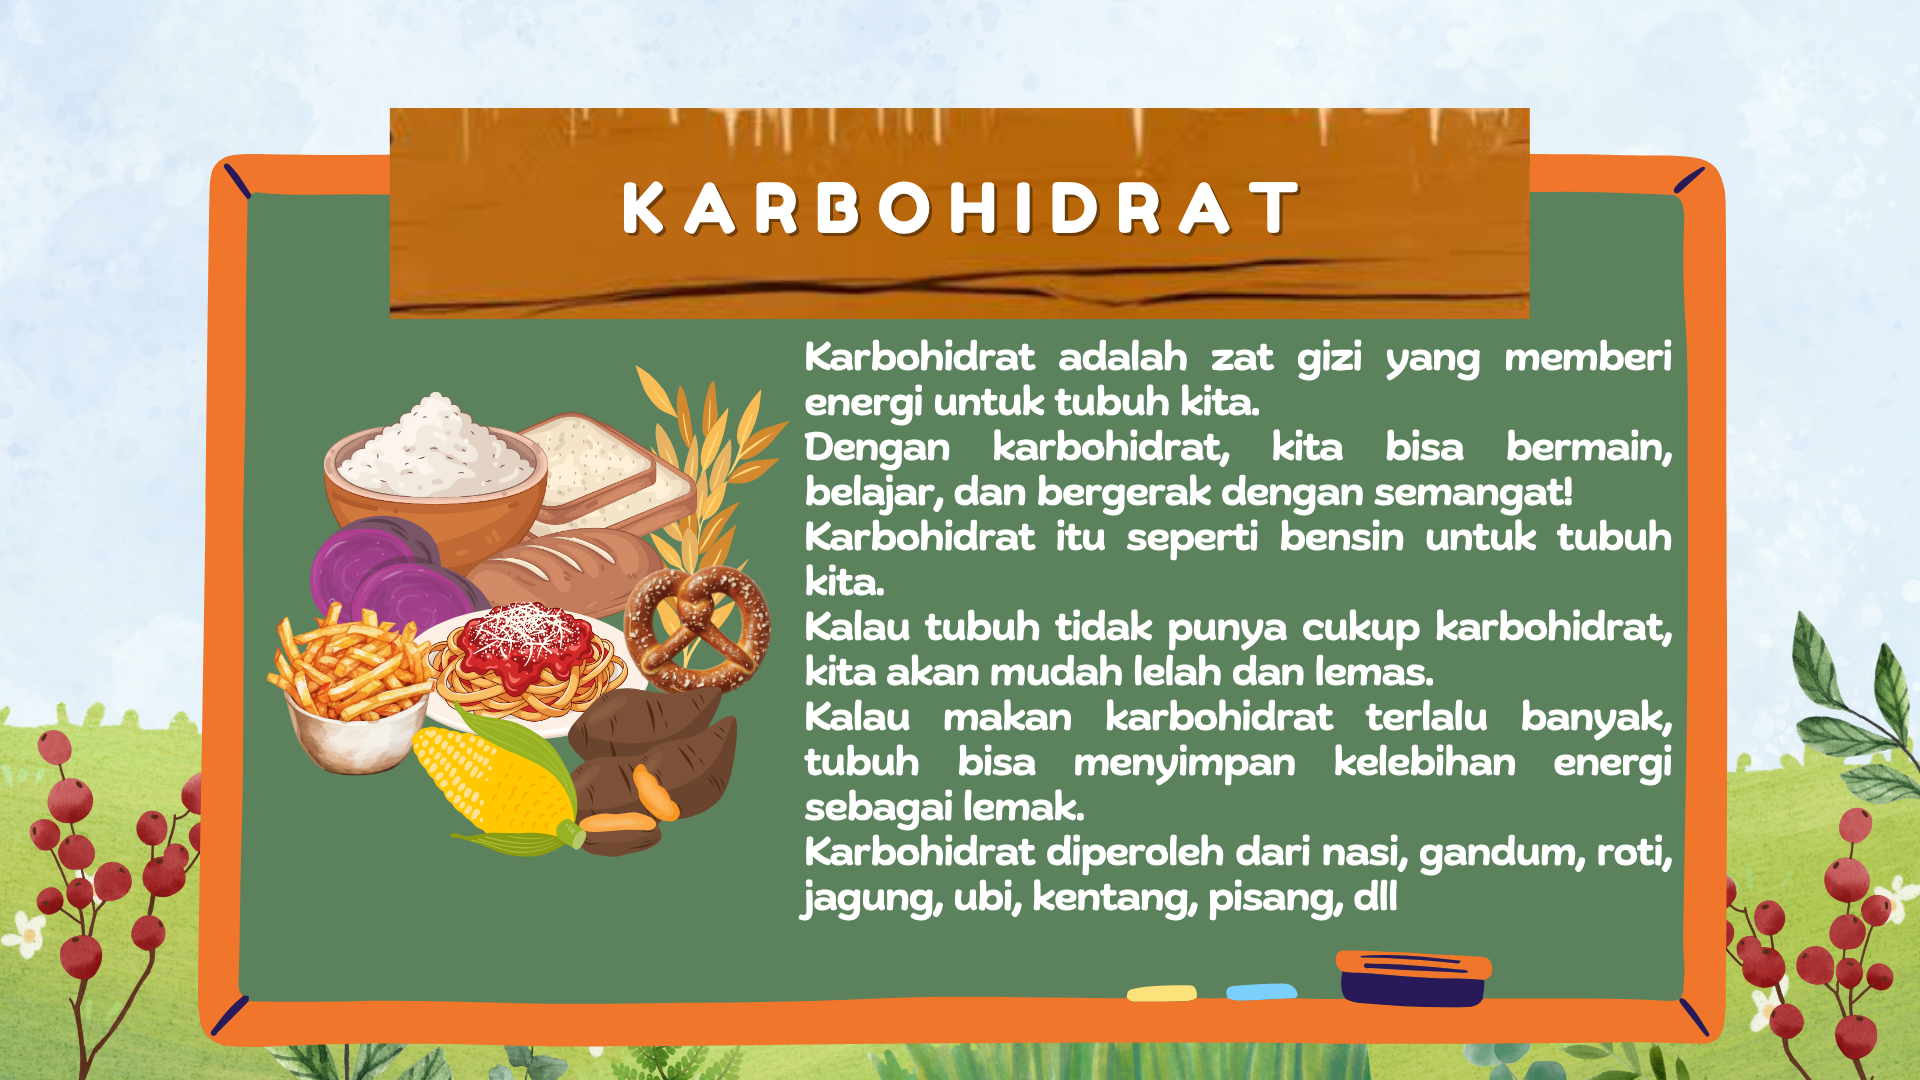 KARBOHIDRAT
Karbohidrat adalah zat gizi yang memberi
energi untuk tubuh kita.
Dengan karbohidrat, kita bisa bermain,
belajar, dan bergerak dengan semangat!
Karbohidrat itu seperti bensin untuk tubuh
kita.
Kalau tubuh tidak punya cukup karbohidrat,
kita akan mudah lelah dan lemas.
Kalau makan karbohidrat terlalu banyak,
tubuh bisa menyimpan kelebihan energi
sebagai lemak.
Karbohidrat diperoleh dari nasi, gandum, roti,
jagung, ubi, kentang, pisang, dll